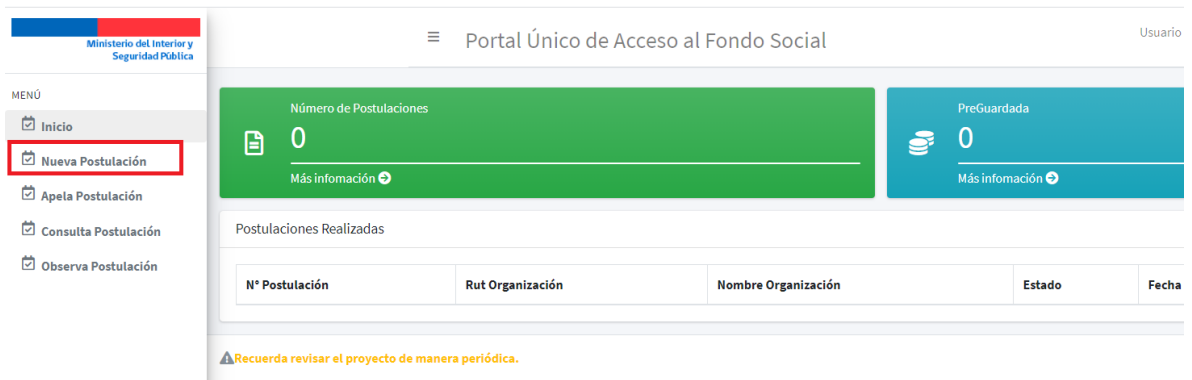 Ministerio del Interior y
Seguridad Pública
Portal Único de Acceso al Fondo Social
Usuario
MENÚ
Inicio
Nueva Postulación
Apela Postulación
Consulta Postulación
Observa Postulación
Número de Postulaciones
0
Más infomación
PreGuardada
0
Más infomación
Postulaciones Realizadas
N° Postulación Rut Organización Nombre Organización Estado Fecha
Recuerda revisar el proyecto de manera periódica.